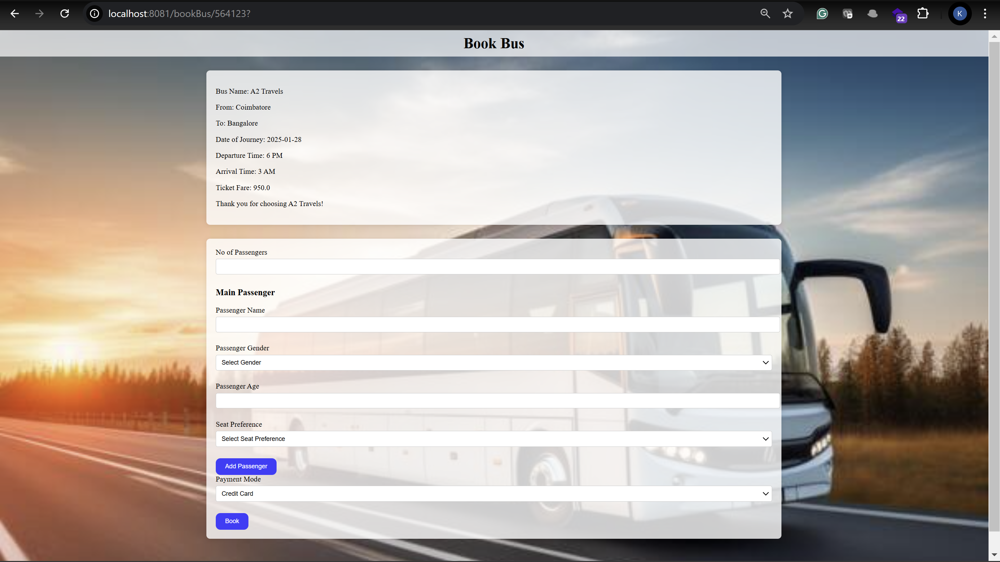 localhost:8081/bookBus/564123?
22
K
Book Bus
Bus Name: A2 Travels
From: Coimbatore
To: Bangalore
Date of Journey: 2025-01-28
Departure Time: 6 PM
Arrival Time: 3 AM
Ticket Fare: 950.0
Thank you for choosing A2 Travels!
No of Passengers
Main Passenger
Passenger Name
Passenger Gender
Select Gender
Passenger Age
Seat Preference
Select Seat Preference
Add Passenger
Payment Mode
Credit Card
Book